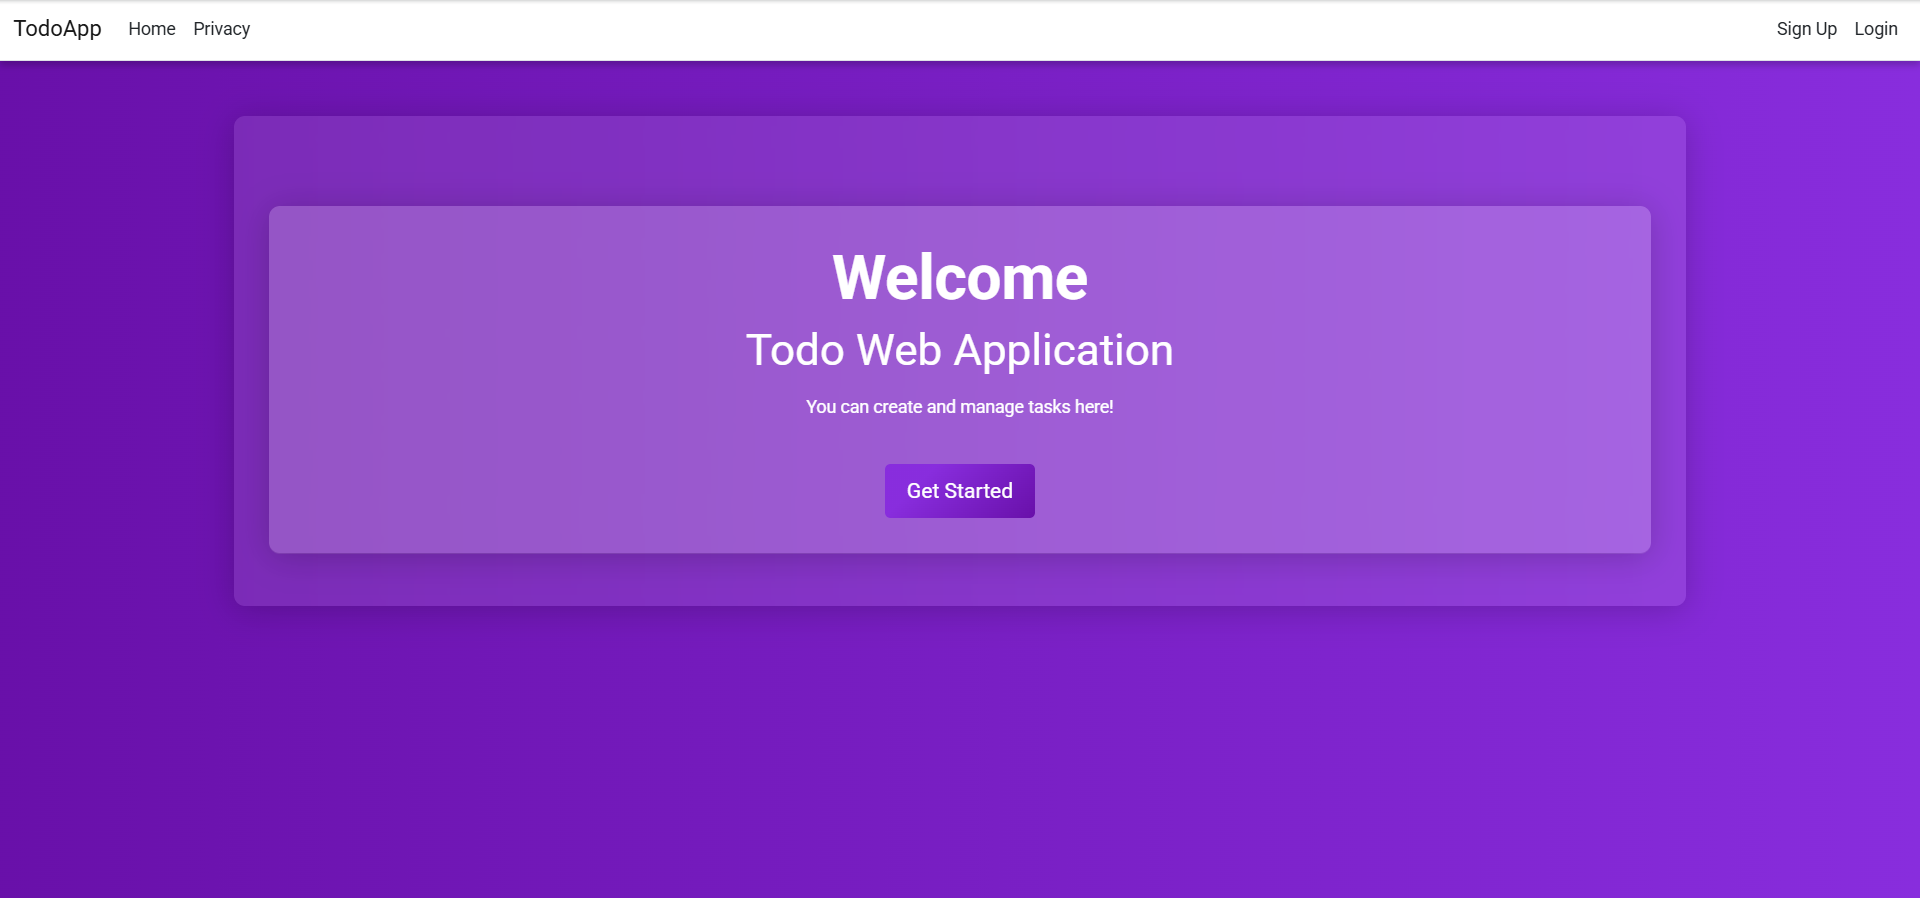 TodoApp Home Privacy Sign Up Login
Welcome
Todo Web Application
You can create and manage tasks here!
Get Started